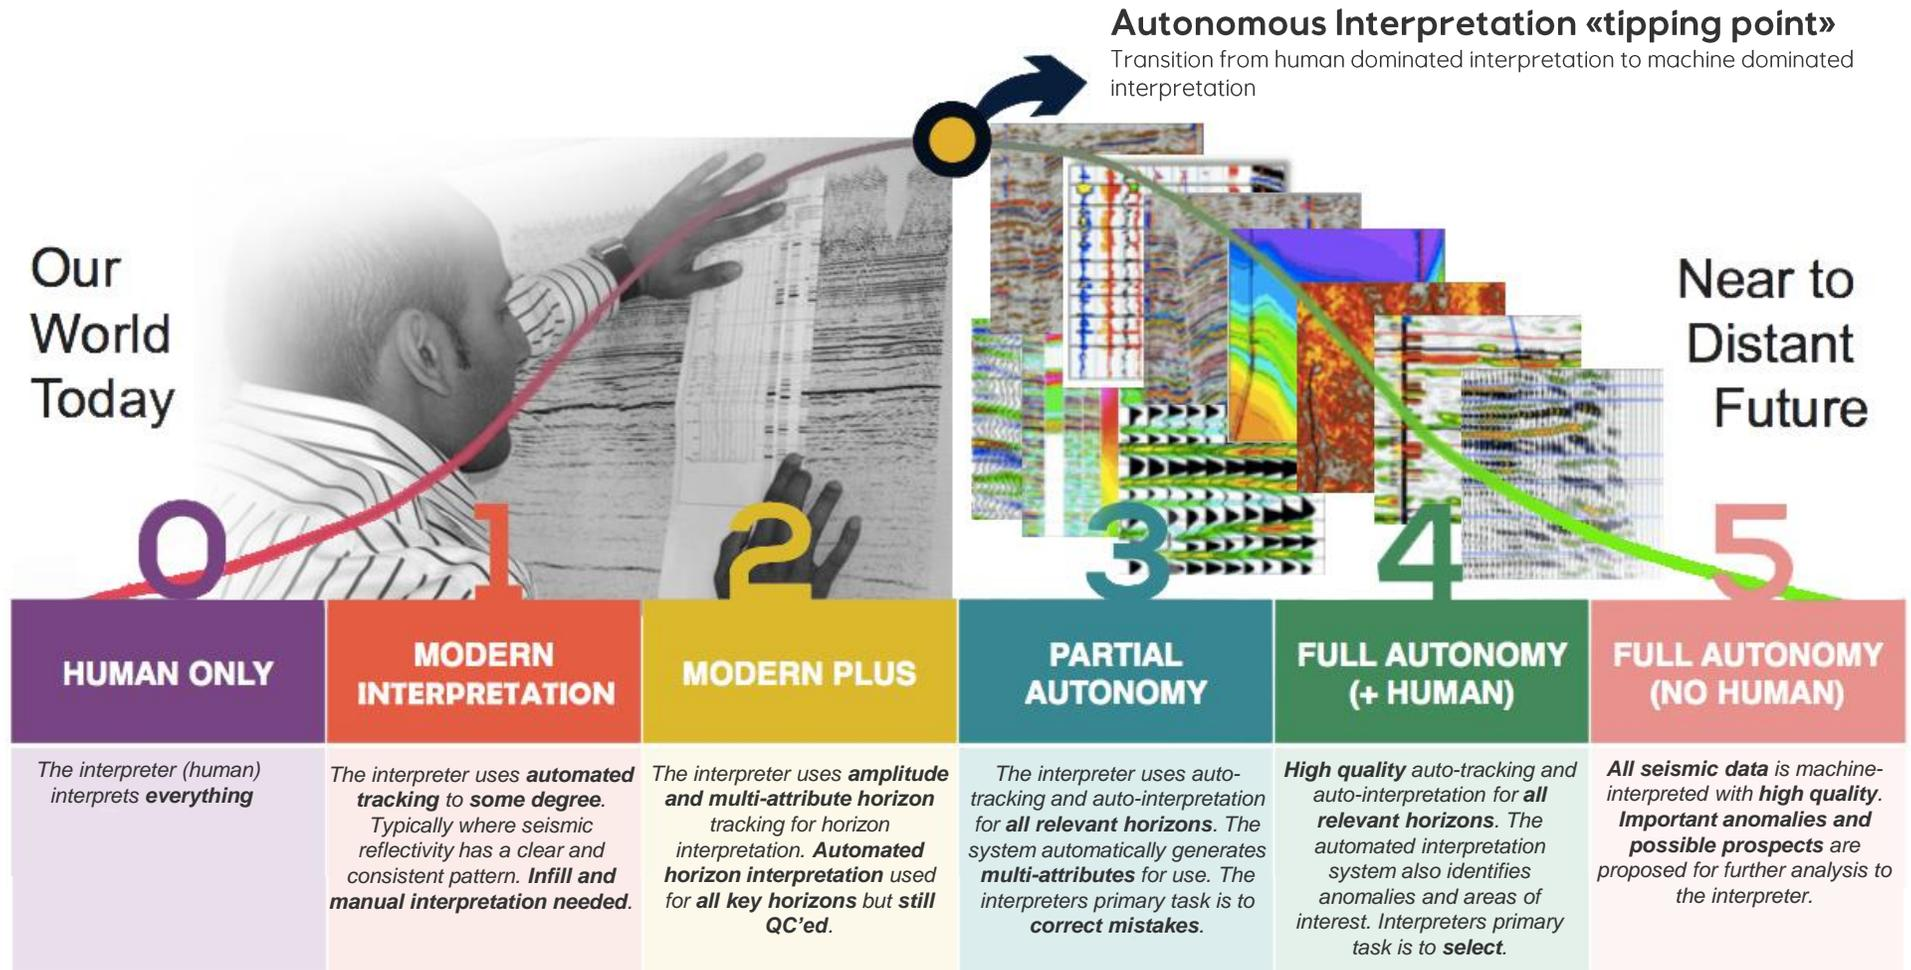 Autonomous Interpretation «tipping point»
Transition from human dominated interpretation to machine dominated
interpretation
Our
World
Today
Near to
Distant
Future
0
1
2
3
4
5
HUMAN ONLY
MODERN
INTERPRETATION
MODERN PLUS
PARTIAL
AUTONOMY
FULL AUTONOMY
(+ HUMAN)
FULL AUTONOMY
(NO HUMAN)
The interpreter (human)
interprets everything
The interpreter uses automated
tracking to some degree.
Typically where seismic
reflectivity has a clear and
consistent pattern. Infill and
manual interpretation needed.
The interpreter uses amplitude
and multi-attribute horizon
tracking for horizon
interpretation. Automated
horizon interpretation used
for all key horizons but still
QC’ed.
The interpreter uses auto-
tracking and auto-interpretation
for all relevant horizons. The
system automatically generates
multi-attributes for use. The
interpreters primary task is to
correct mistakes.
High quality auto-tracking and
auto-interpretation for all
relevant horizons. The
automated interpretation
system also identifies
anomalies and areas of
interest. Interpreters primary
task is to select.
All seismic data is machine-
interpreted with high quality.
Important anomalies and
possible prospects are
proposed for further analysis to
the interpreter.